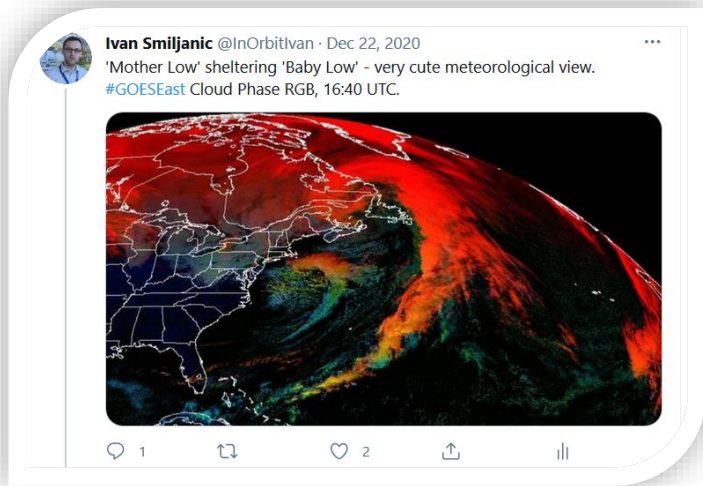 Ivan Smiljanic @InOrbitIvan · Dec 22, 2020
'Mother Low' sheltering 'Baby Low' - very cute meteorological view.
#GOESEast Cloud Phase RGB, 16:40 UTC.
1 2